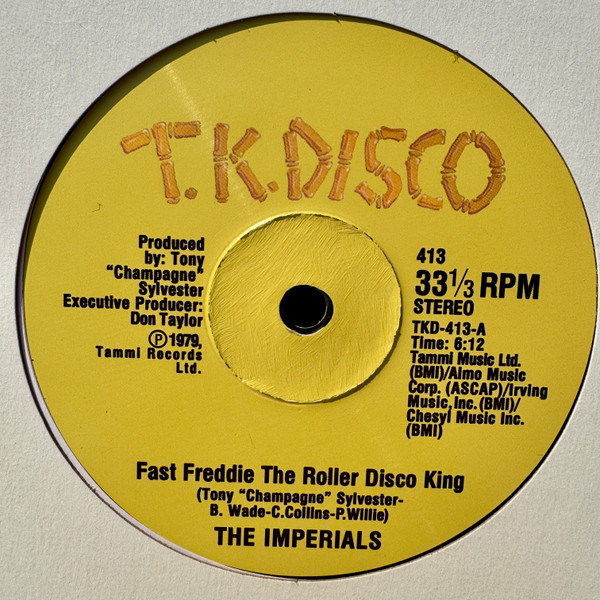 T.K.DISCO
Produced
by: Tony
“Champagne”
Sylvester
Executive Producer:
Don Taylor
Ⓟ1979,
Tammi Records
Ltd.
413
33⅓ RPM
STEREO
TKD-413-A
Time: 6:12
Tammi Music Ltd.
(BMI)/Almo Music
Corp. (ASCAP)/Irving
Music, Inc. (BMI)/
Chesyl Music Inc.
(BMI)
Fast Freddie The Roller Disco King
(Tony “Champagne” Sylvester-
B. Wade-C.Collins-P.Willie)
THE IMPERIALS